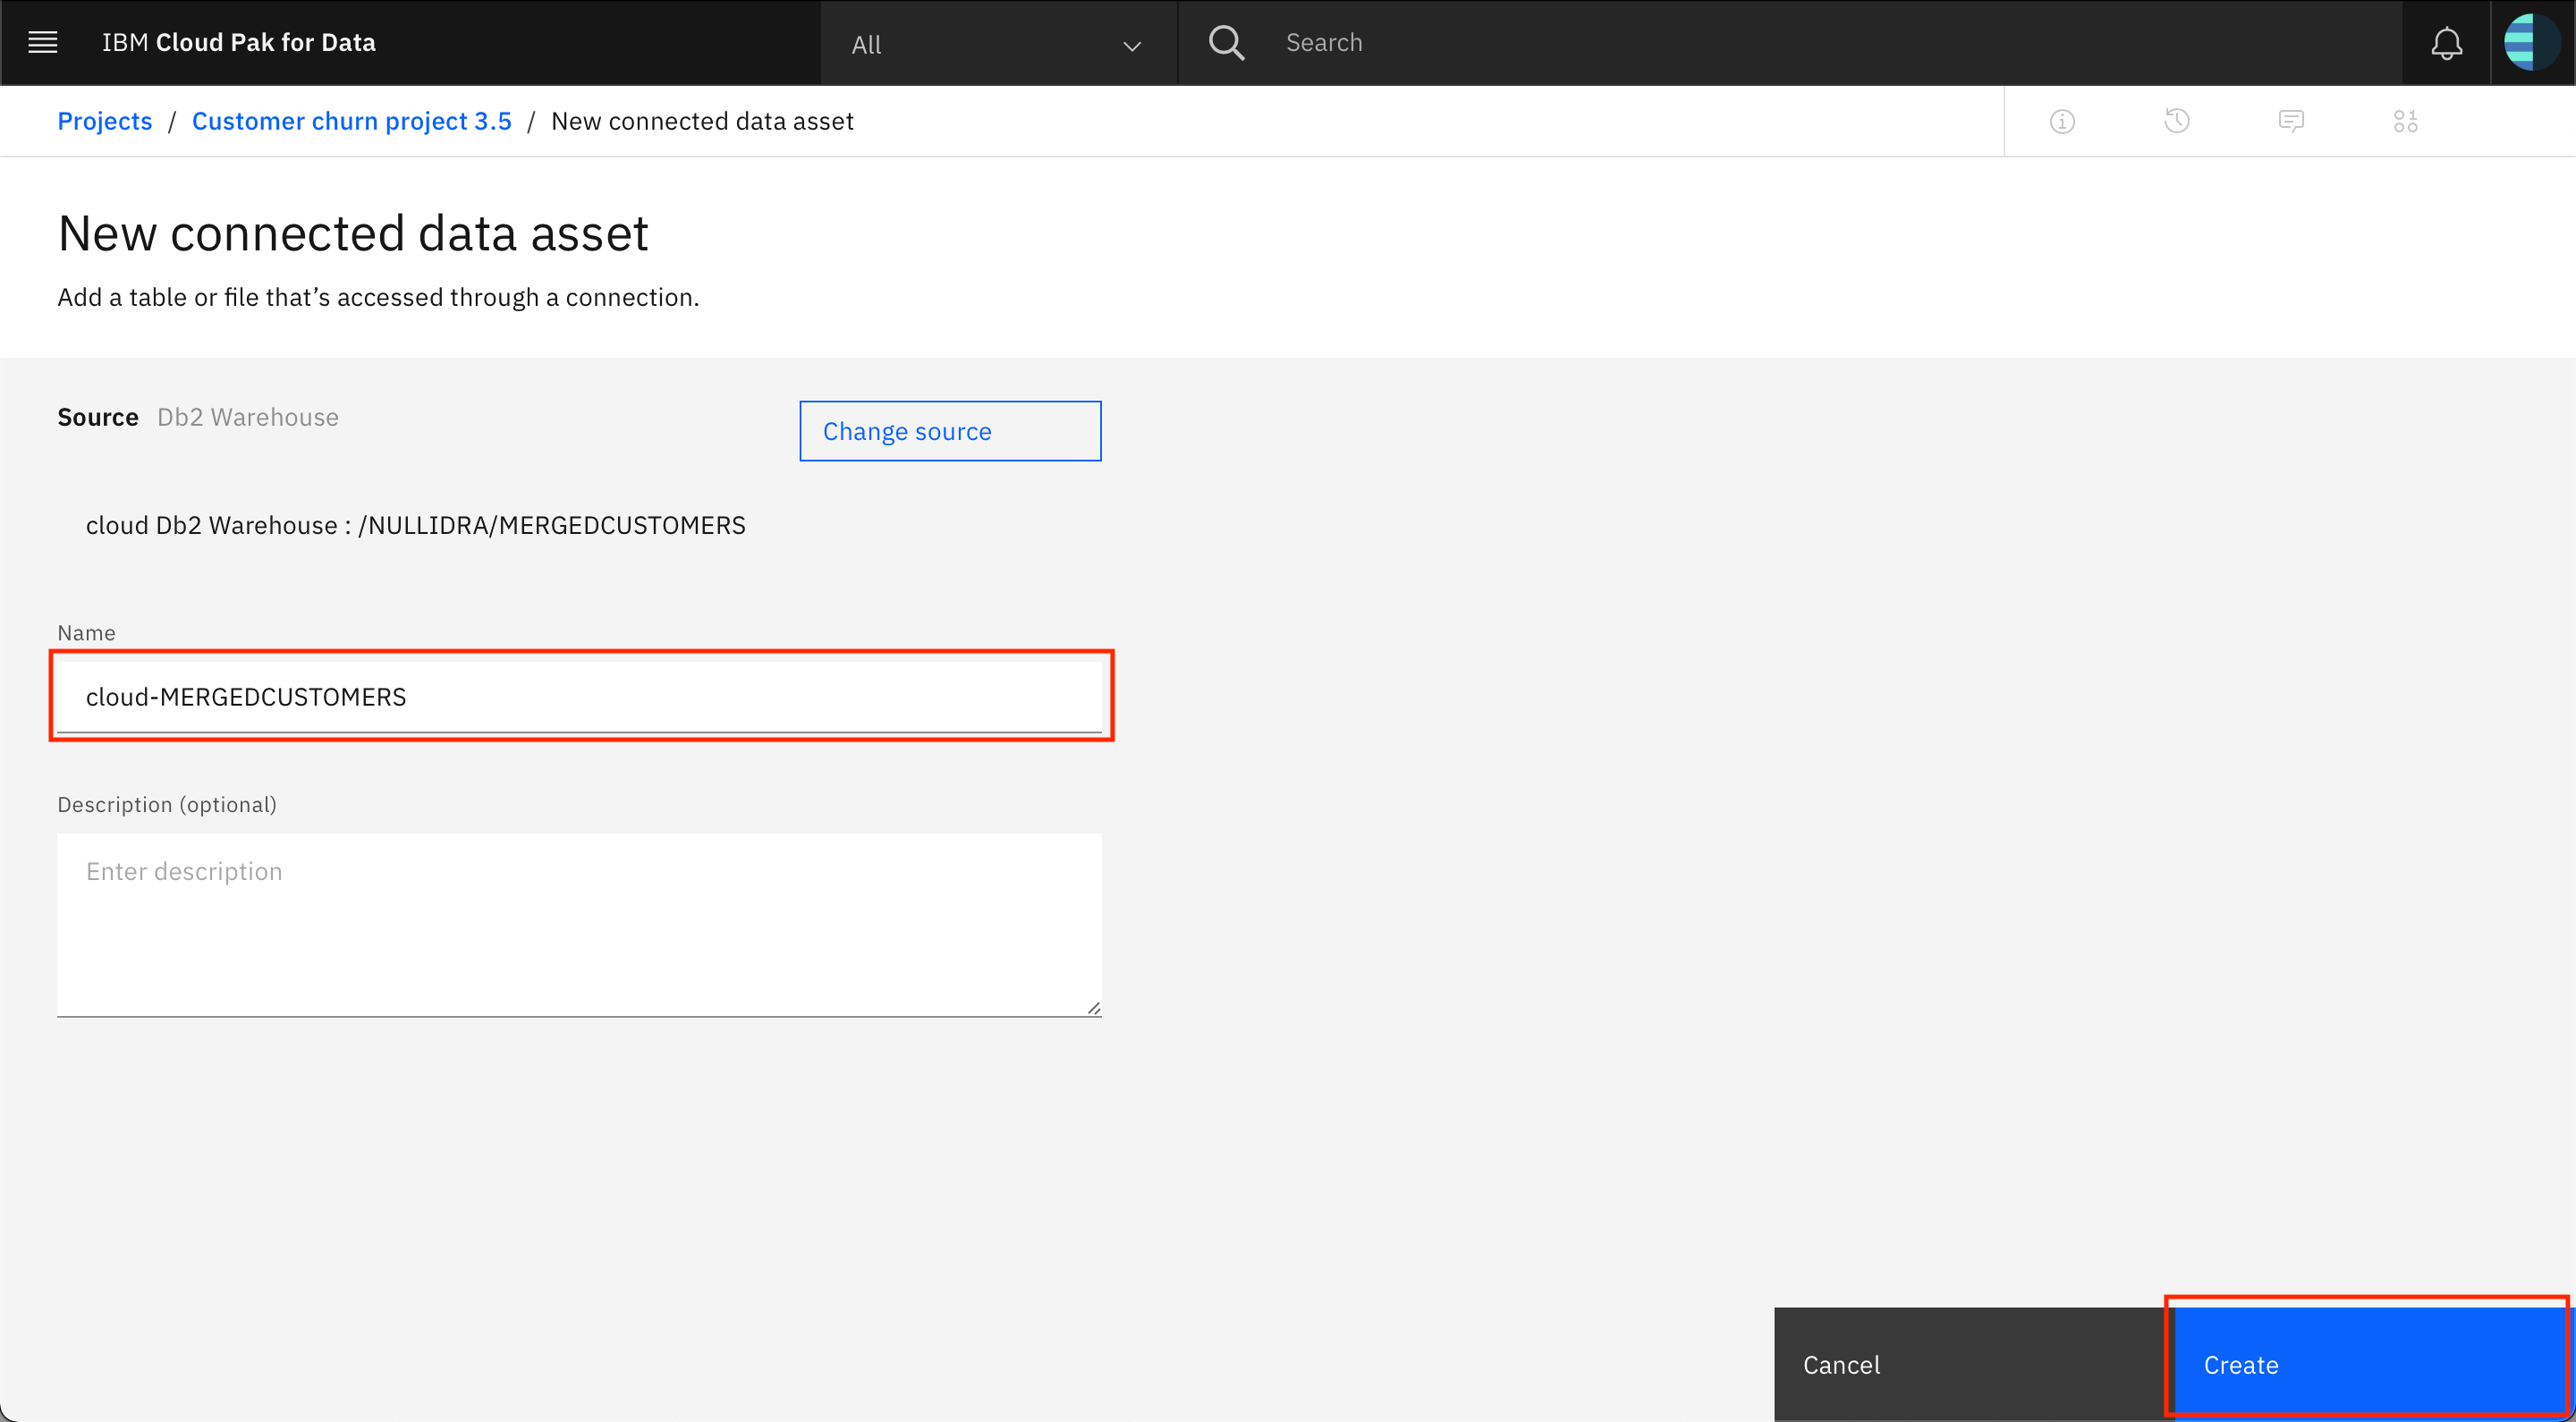 IBM Cloud Pak for Data
All
Search
Projects / Customer churn project 3.5 / New connected data asset
New connected data asset
Add a table or file that’s accessed through a connection.
Source Db2 Warehouse
Change source
cloud Db2 Warehouse : /NULLIDRA/MERGEDCUSTOMERS
Name
cloud-MERGEDCUSTOMERS
Description (optional)
Enter description
Cancel
Create